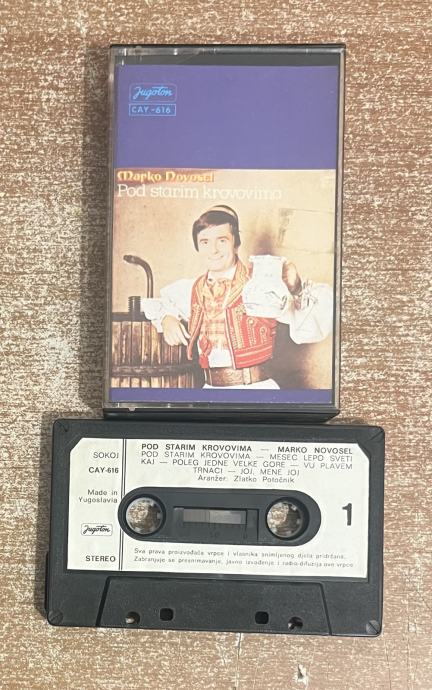 Jugoton
CAY-616
Marko Novosel
Pod starim krovovima
SOKOJ
CAY-616
Made in
Yugoslavia
Jugoton
STEREO
POD STARIM KROVOVIMA — MARKO NOVOSEL
POD STARIM KROVOVIMA — MESEC LEPO SVETI
KAJ — POLEG JEDNE VELKE GORE — VU PLAVEM
TRNACI — JOJ, MENE JOJ
Aranžer: Zlatko Potočnik
1
Sva prava proizvođača vrpce i vlasnika snimljenog djela pridržana.
Zabranjuje se presnimavanje, javno izvođenje i radio-difuzija ove vrpce